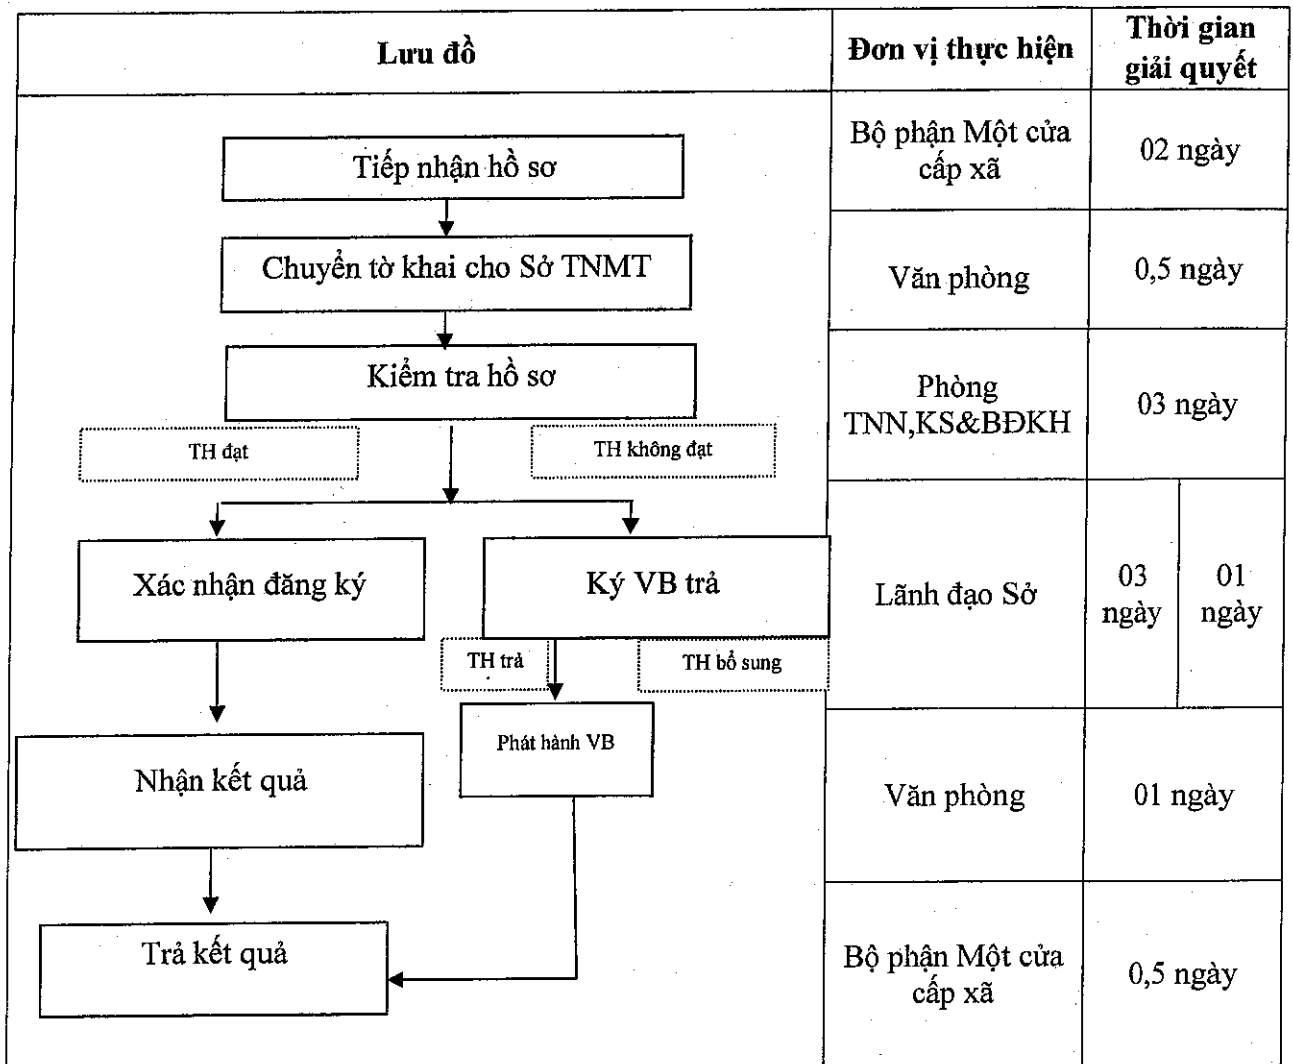 Lưu đồ
Đơn vị thực hiện
Thời gian
giải quyết
Tiếp nhận hồ sơ
Bộ phận Một cửa
cấp xã
02 ngày
Chuyển tờ khai cho Sở TNMT
Văn phòng
0,5 ngày
Kiểm tra hồ sơ
Phòng
TNN,KS&BĐKH
03 ngày
TH đạt
TH không đạt
Xác nhận đăng ký
Ký VB trả
Lãnh đạo Sở
03
ngày
01
ngày
TH trả
TH bổ sung
Nhận kết quả
Phát hành VB
Văn phòng
01 ngày
Trả kết quả
Bộ phận Một cửa
cấp xã
0,5 ngày